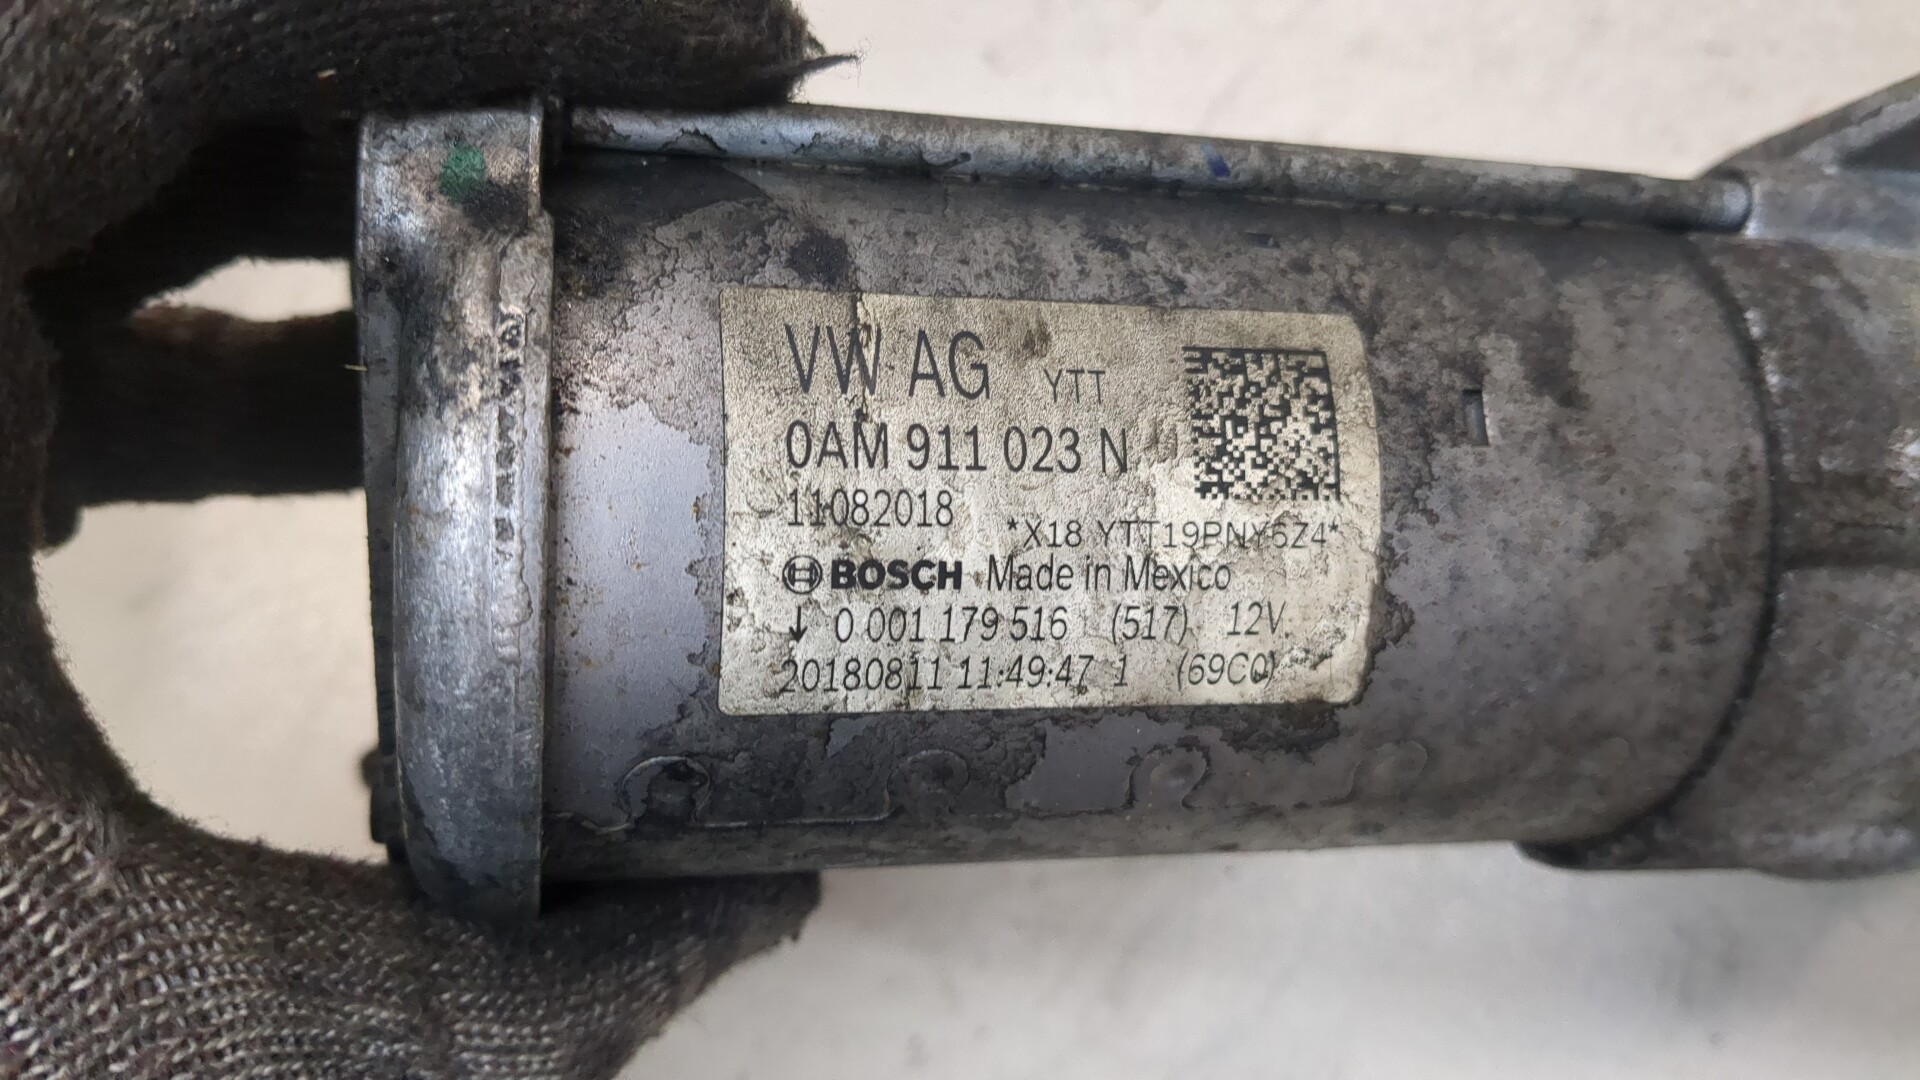 VW AG YTT
0AM 911 023 N
11082018
*X18 YTT19PNY6Z4*
BOSCH Made in Mexico
↓ 0 001 179 516 (517) 12V
20180811 11:49:47 1 (69C0)